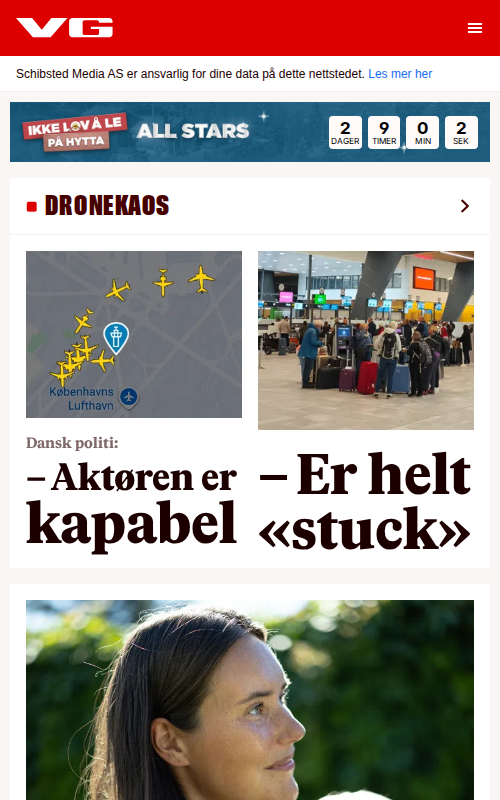 VG
Schibsted Media AS er ansvarlig for dine data på dette nettstedet. Les mer her
IKKE LOV Å LE
PÅ HYTTA
ALL STARS
2 9 0 2
DAGER TIMER MIN SEK
DRONEKAOS
Københavns
Lufthavn
Dansk politi:
– Aktøren er
kapabel
– Er helt
«stuck»